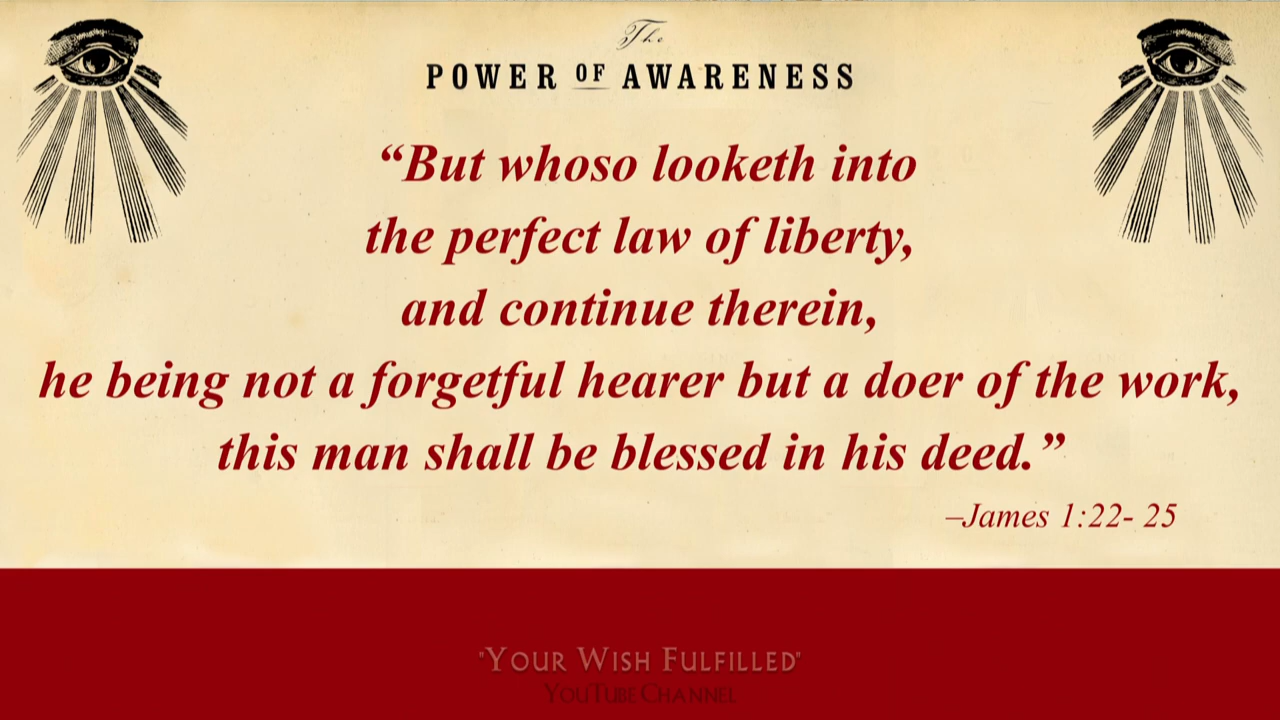 The
POWER OF AWARENESS
“But whoso looketh into
the perfect law of liberty,
and continue therein,
he being not a forgetful hearer but a doer of the work,
this man shall be blessed in his deed.”
–James 1:22- 25
"YOUR WISH FULFILLED"
YOUTUBE CHANNEL